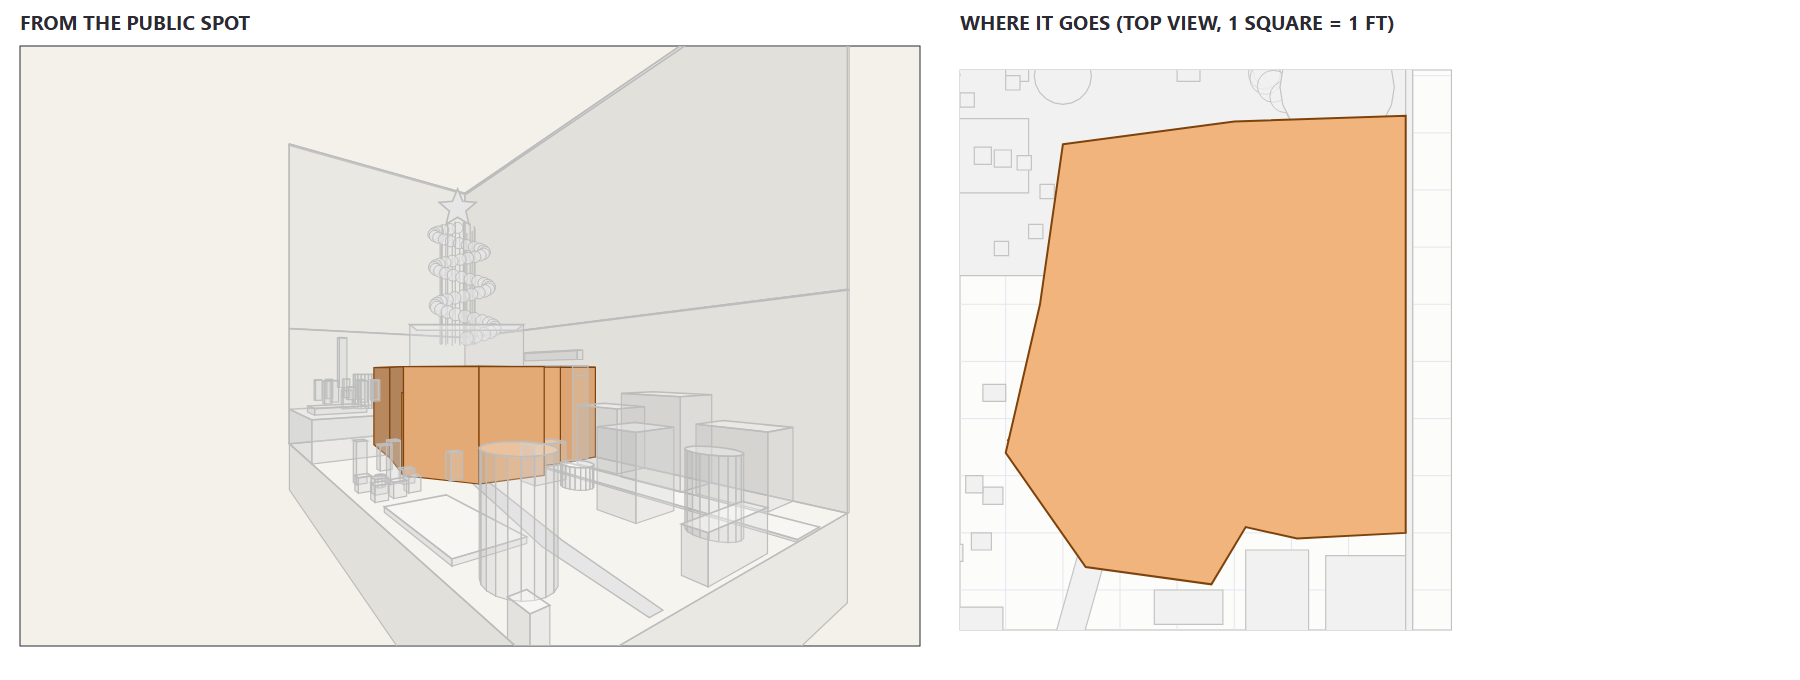 FROM THE PUBLIC SPOT
WHERE IT GOES (TOP VIEW, 1 SQUARE = 1 FT)